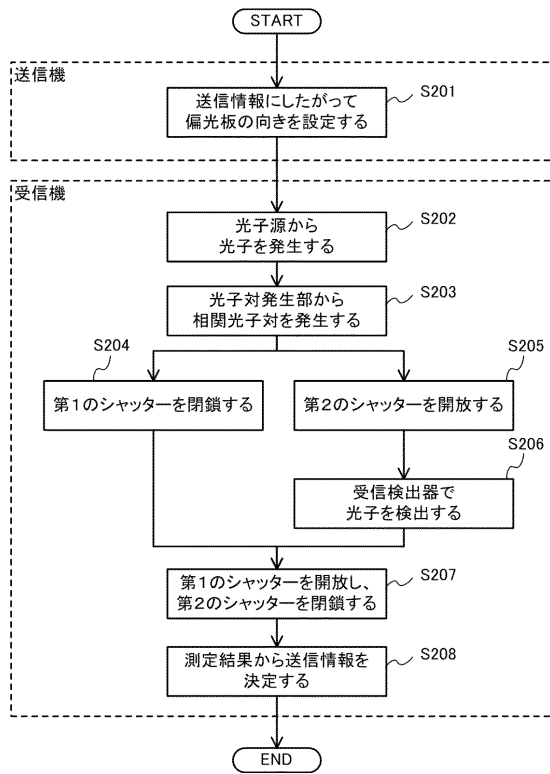 START
送信機
送信情報にしたがって
偏光板の向きを設定する
S201
受信機
光子源から
光子を発生する
S202
光子対発生部から
相関光子対を発生する
S203
S204
第1のシャッターを閉鎖する
S205
第2のシャッターを開放する
S206
受信検出器で
光子を検出する
第1のシャッターを開放し、
第2のシャッターを閉鎖する
S207
測定結果から送信情報を
決定する
S208
END